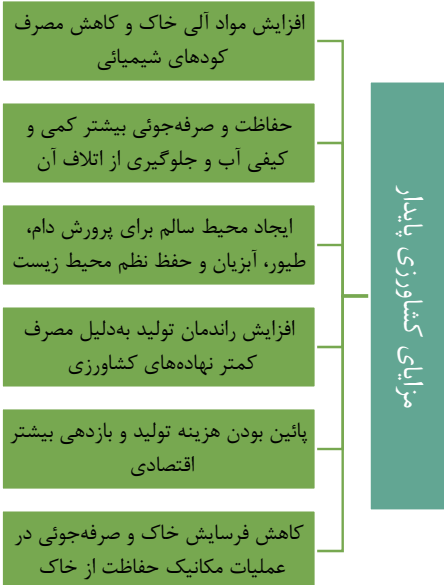 مزایای کشاورزی پایدار
افزایش مواد آلی خاک و کاهش مصرف
کودهای شیمیائی
حفاظت و صرفه‌جوئی بیشتر کمی و
کیفی آب و جلوگیری از اتلاف آن
ایجاد محیط سالم برای پرورش دام،
طیور، آبزیان و حفظ نظم محیط زیست
افزایش راندمان تولید به‌دلیل مصرف
کمتر نهاده‌های کشاورزی
پائین بودن هزینه تولید و بازدهی بیشتر
اقتصادی
کاهش فرسایش خاک و صرفه‌جوئی در
عملیات مکانیک حفاظت از خاک